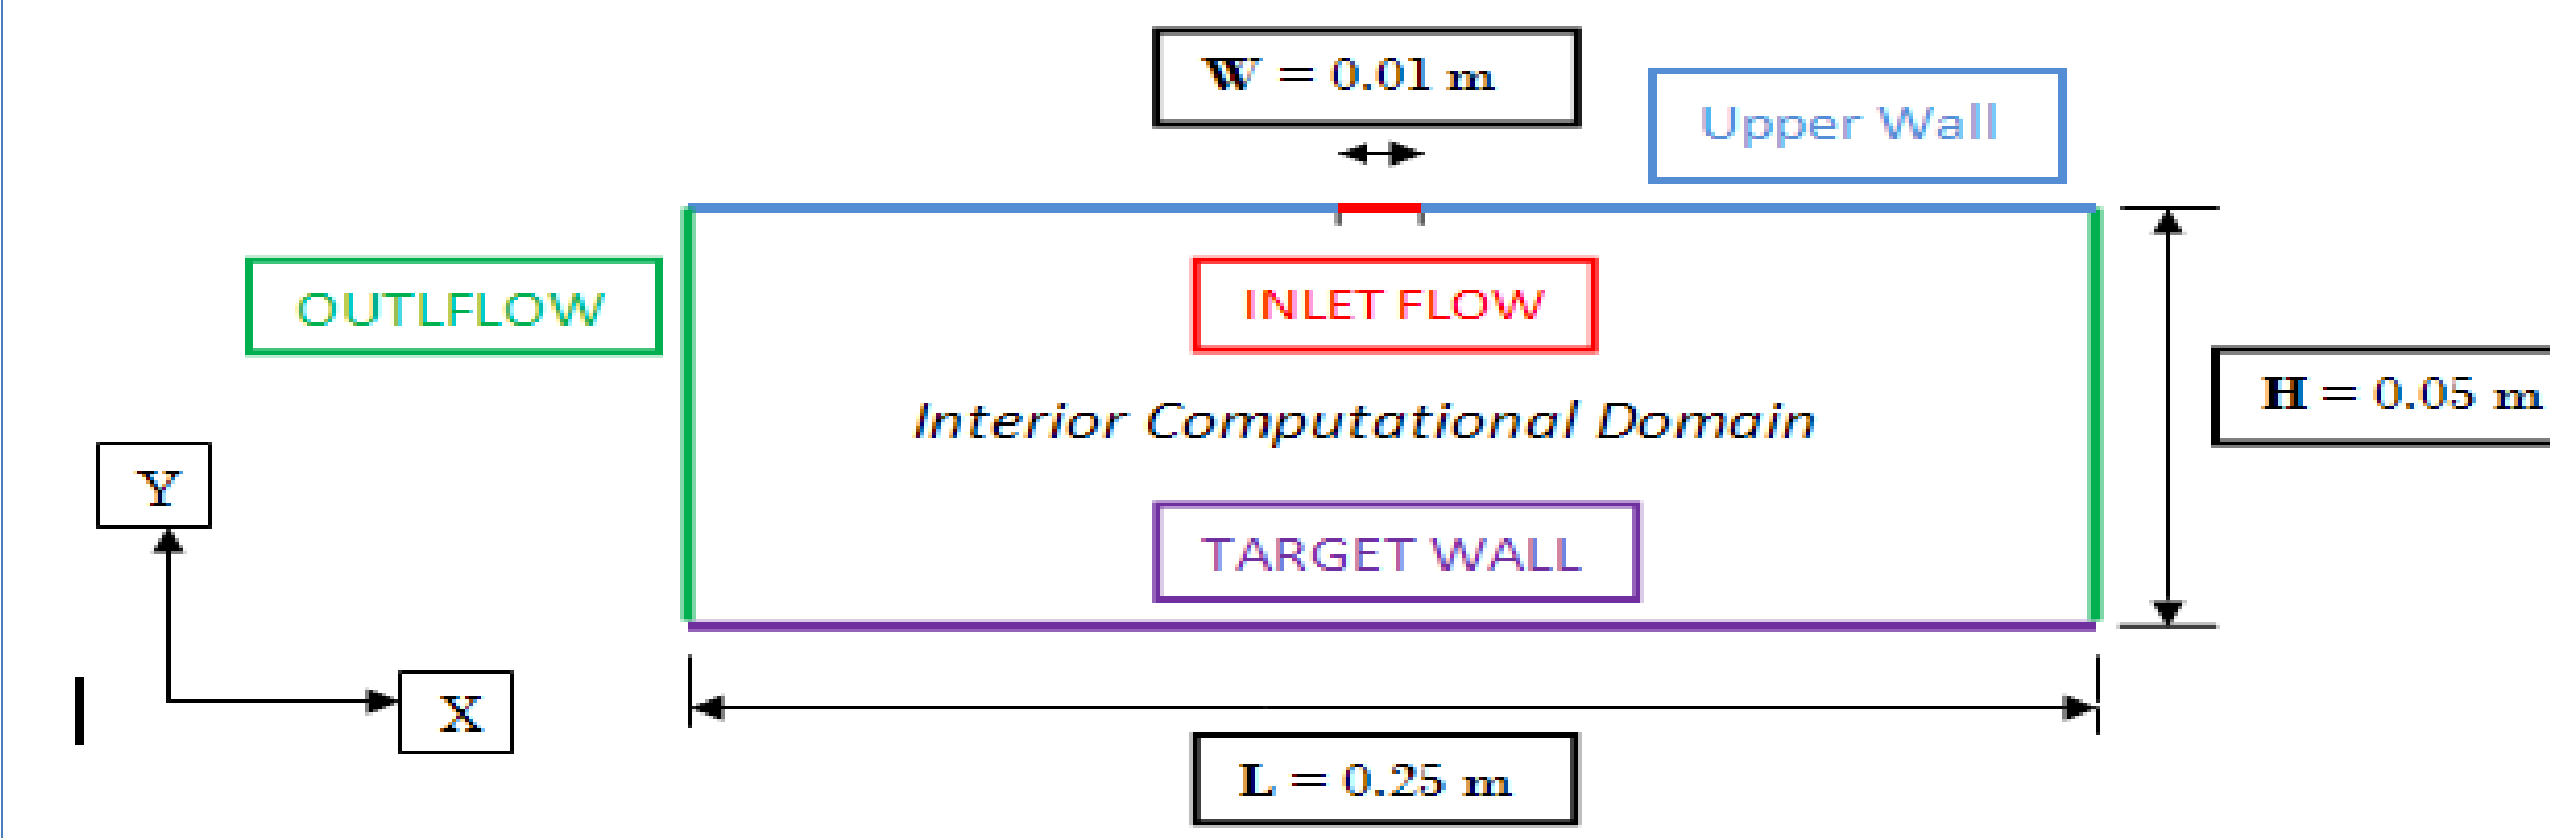 W = 0.01 m
Upper Wall
OUTLFLOW
INLET FLOW
H = 0.05 m
Interior Computational Domain
Y
TARGET WALL
X
L = 0.25 m